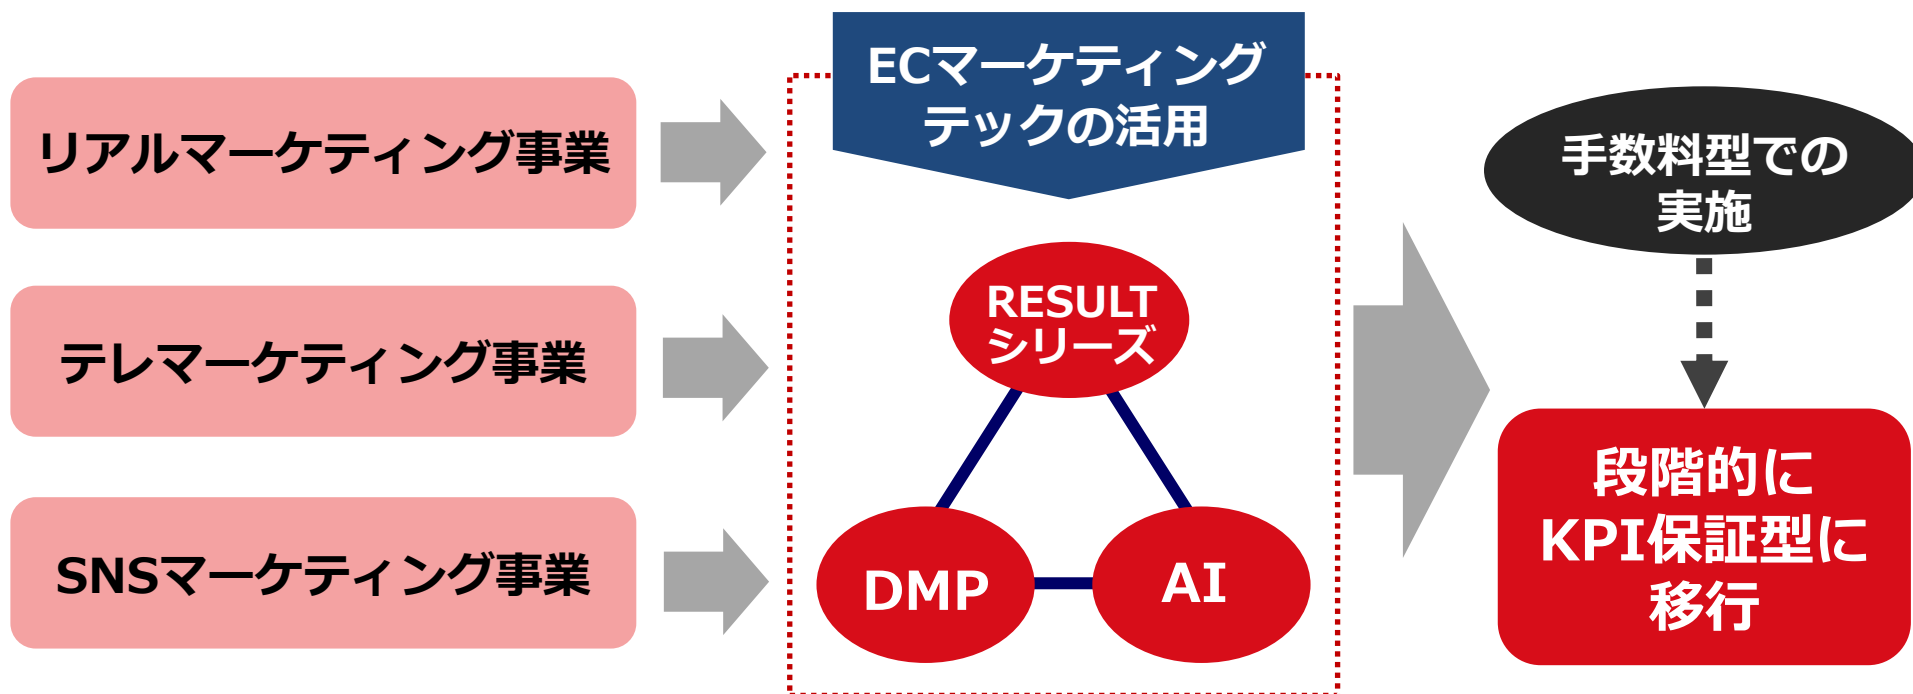 リアルマーケティング事業
テレマーケティング事業
SNSマーケティング事業
ECマーケティング
テックの活用
RESULT
シリーズ
DMP
AI
手数料型での
実施
段階的に
KPI保証型に
移行